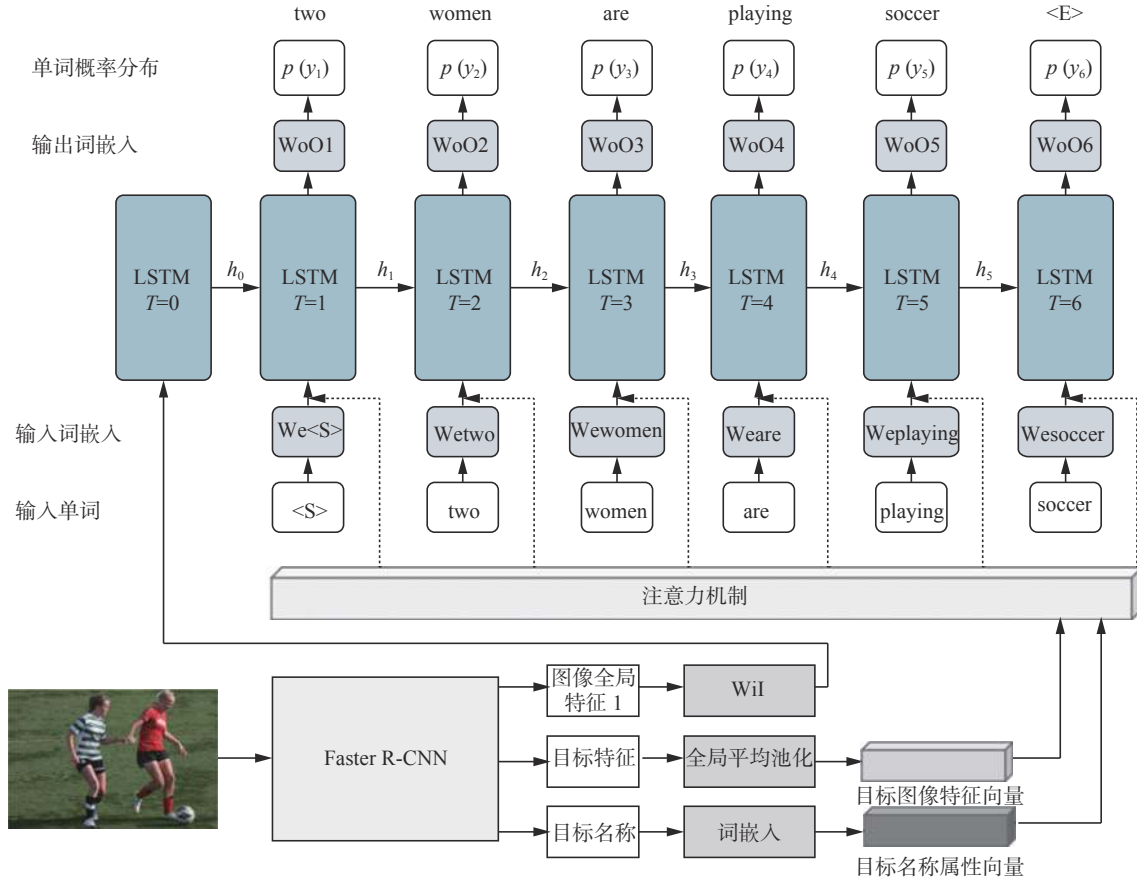 two women are playing soccer <E>
单词概率分布 p (y₁) p (y₂) p (y₃) p (y₄) p (y₅) p (y₆)
输出词嵌入 WoO1 WoO2 WoO3 WoO4 WoO5 WoO6
LSTM T=0 h₀ LSTM T=1 h₁ LSTM T=2 h₂ LSTM T=3 h₃ LSTM T=4 h₄ LSTM T=5 h₅ LSTM T=6
输入词嵌入 We<S> Wetwo Wewomen Weare Weplaying Wesoccer
输入单词 <S> two women are playing soccer
注意力机制
图像全局
特征 1
WiI
Faster R-CNN
目标特征 全局平均池化
目标图像特征向量
目标名称 词嵌入
目标名称属性向量